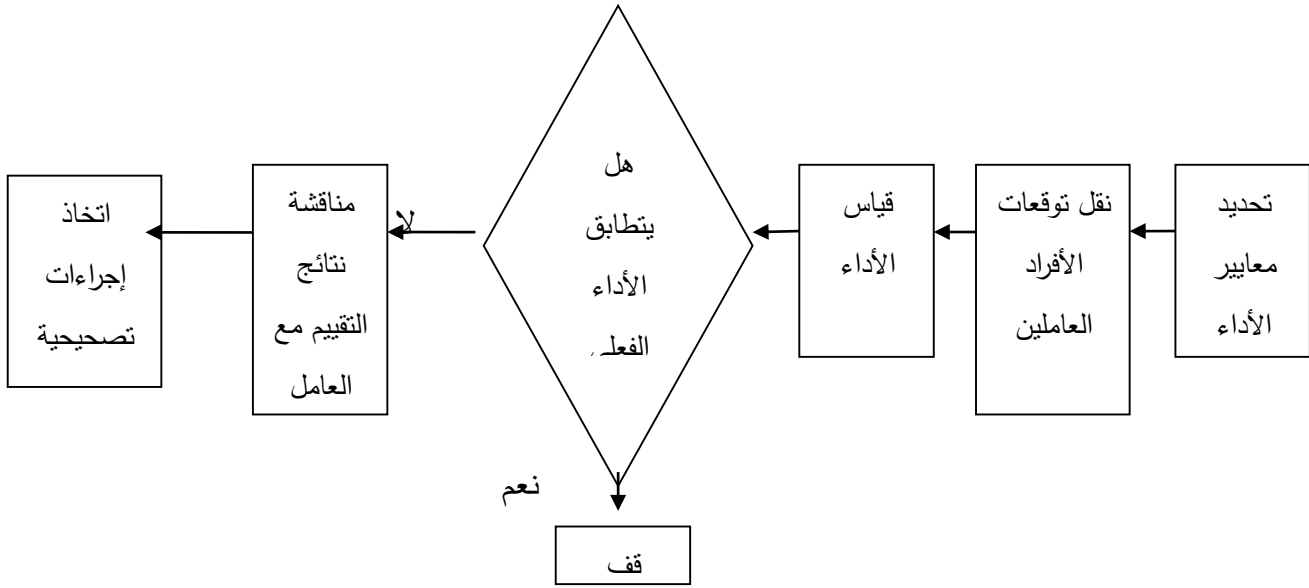 تحديد
معايير
الأداء
نقل توقعات
الأفراد
العاملين
قياس
الأداء
هل
يتطابق
الأداء
الفعلي
لا
مناقشة
نتائج
التقييم مع
العامل
اتخاذ
إجراءات
تصحيحية
نعم
قف